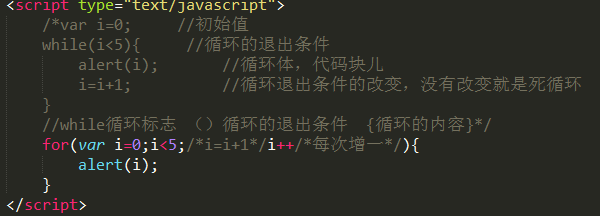 <script type="text/javascript">
/*var i=0;      //初始值
while(i<5){     //循环的退出条件
    alert(i);       //循环体，代码块儿
    i=i+1;          //循环退出条件的改变，没有改变就是死循环
}
//while循环标志 （）循环的退出条件  {循环的内容}*/
for(var i=0;i<5;/*i=i+1*/i++/*每次增一*/){
    alert(i);
}
</script>